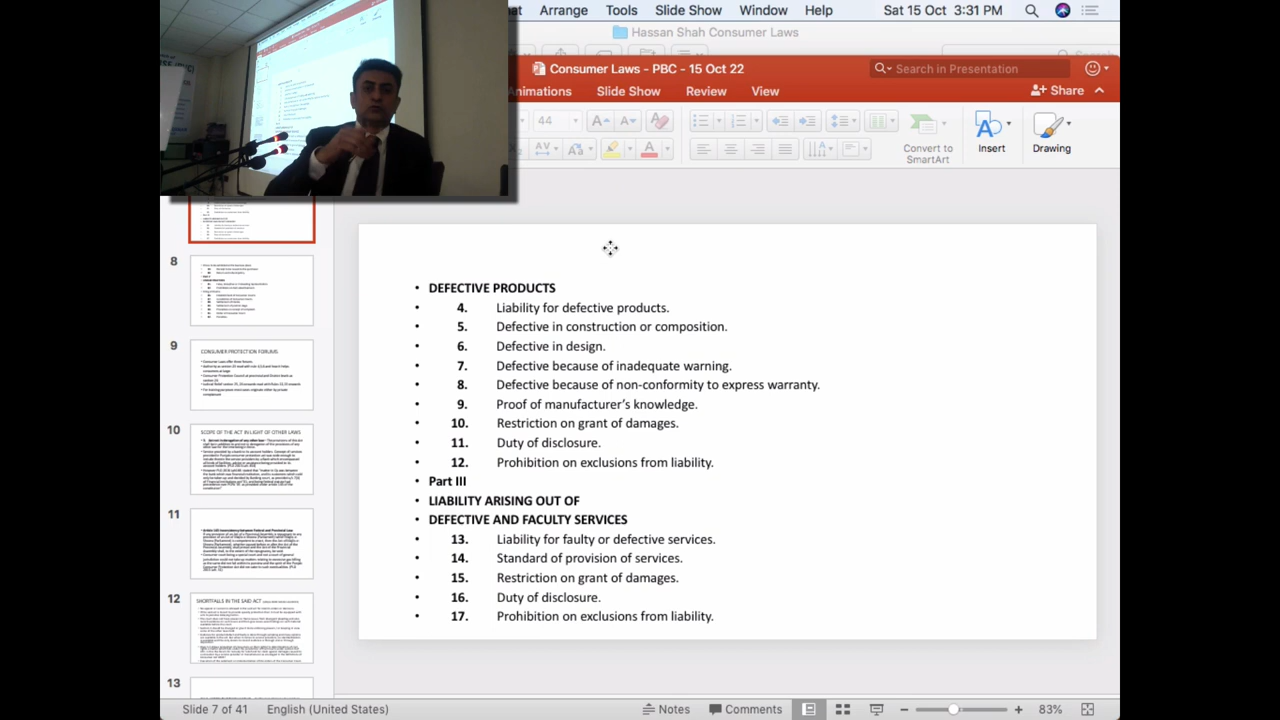 at Arrange Tools Slide Show Window Help Sat 15 Oct 3:31 PM
Hassan Shah Consumer Laws
Consumer Laws - PBC - 15 Oct 22
Search in Presentation
Animations Slide Show Review View Share
44
Convert to
SmartArt
Insert
Drawing
DEFECTIVE PRODUCTS
4. Liability for defective products.
5. Defective in construction or composition.
6. Defective in design.
7. Defective because of inadequate warning.
8. Defective because of nonconformity to express warranty.
9. Proof of manufacturer’s knowledge.
10. Restriction on grant of damages.
11. Duty of disclosure.
12. Prohibition on exclusions from liability.
Part III
LIABILITY ARISING OUT OF
DEFECTIVE AND FACULTY SERVICES
13. Liability for faulty or defective services.
14. Standard of provision of services.
15. Restriction on grant of damages.
16. Duty of disclosure.
17. Prohibition on exclusions from liability.
8
9
CONSUMER PROTECTION FORUMS
10
SCOPE OF THE ACT IN LIGHT OF OTHER LAWS
11
12
SHORTFALLS IN THE SAID ACT
13
Slide 7 of 41 English (United States) Notes Comments 83%